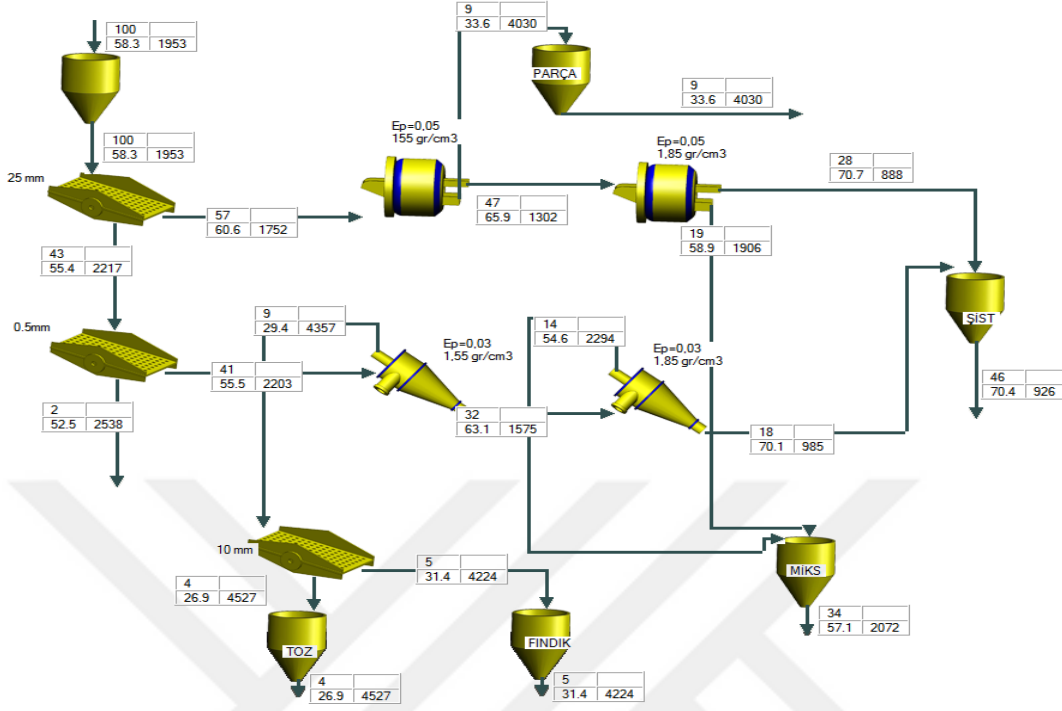 100
58.3 1953
9
33.6 4030
PARÇA
9
33.6 4030
100
58.3 1953
Ep=0,05
155 gr/cm3
Ep=0,05
1,85 gr/cm3
28
70.7 888
25 mm
57
60.6 1752
47
65.9 1302
19
58.9 1906
43
55.4 2217
ŞİST
0.5mm
9
29.4 4357
Ep=0,03
1,55 gr/cm3
14
54.6 2294
Ep=0,03
1,85 gr/cm3
41
55.5 2203
46
70.4 926
2
52.5 2538
32
63.1 1575
18
70.1 985
10 mm
5
31.4 4224
MİKS
4
26.9 4527
34
57.1 2072
TOZ
FINDIK
4
26.9 4527
5
31.4 4224